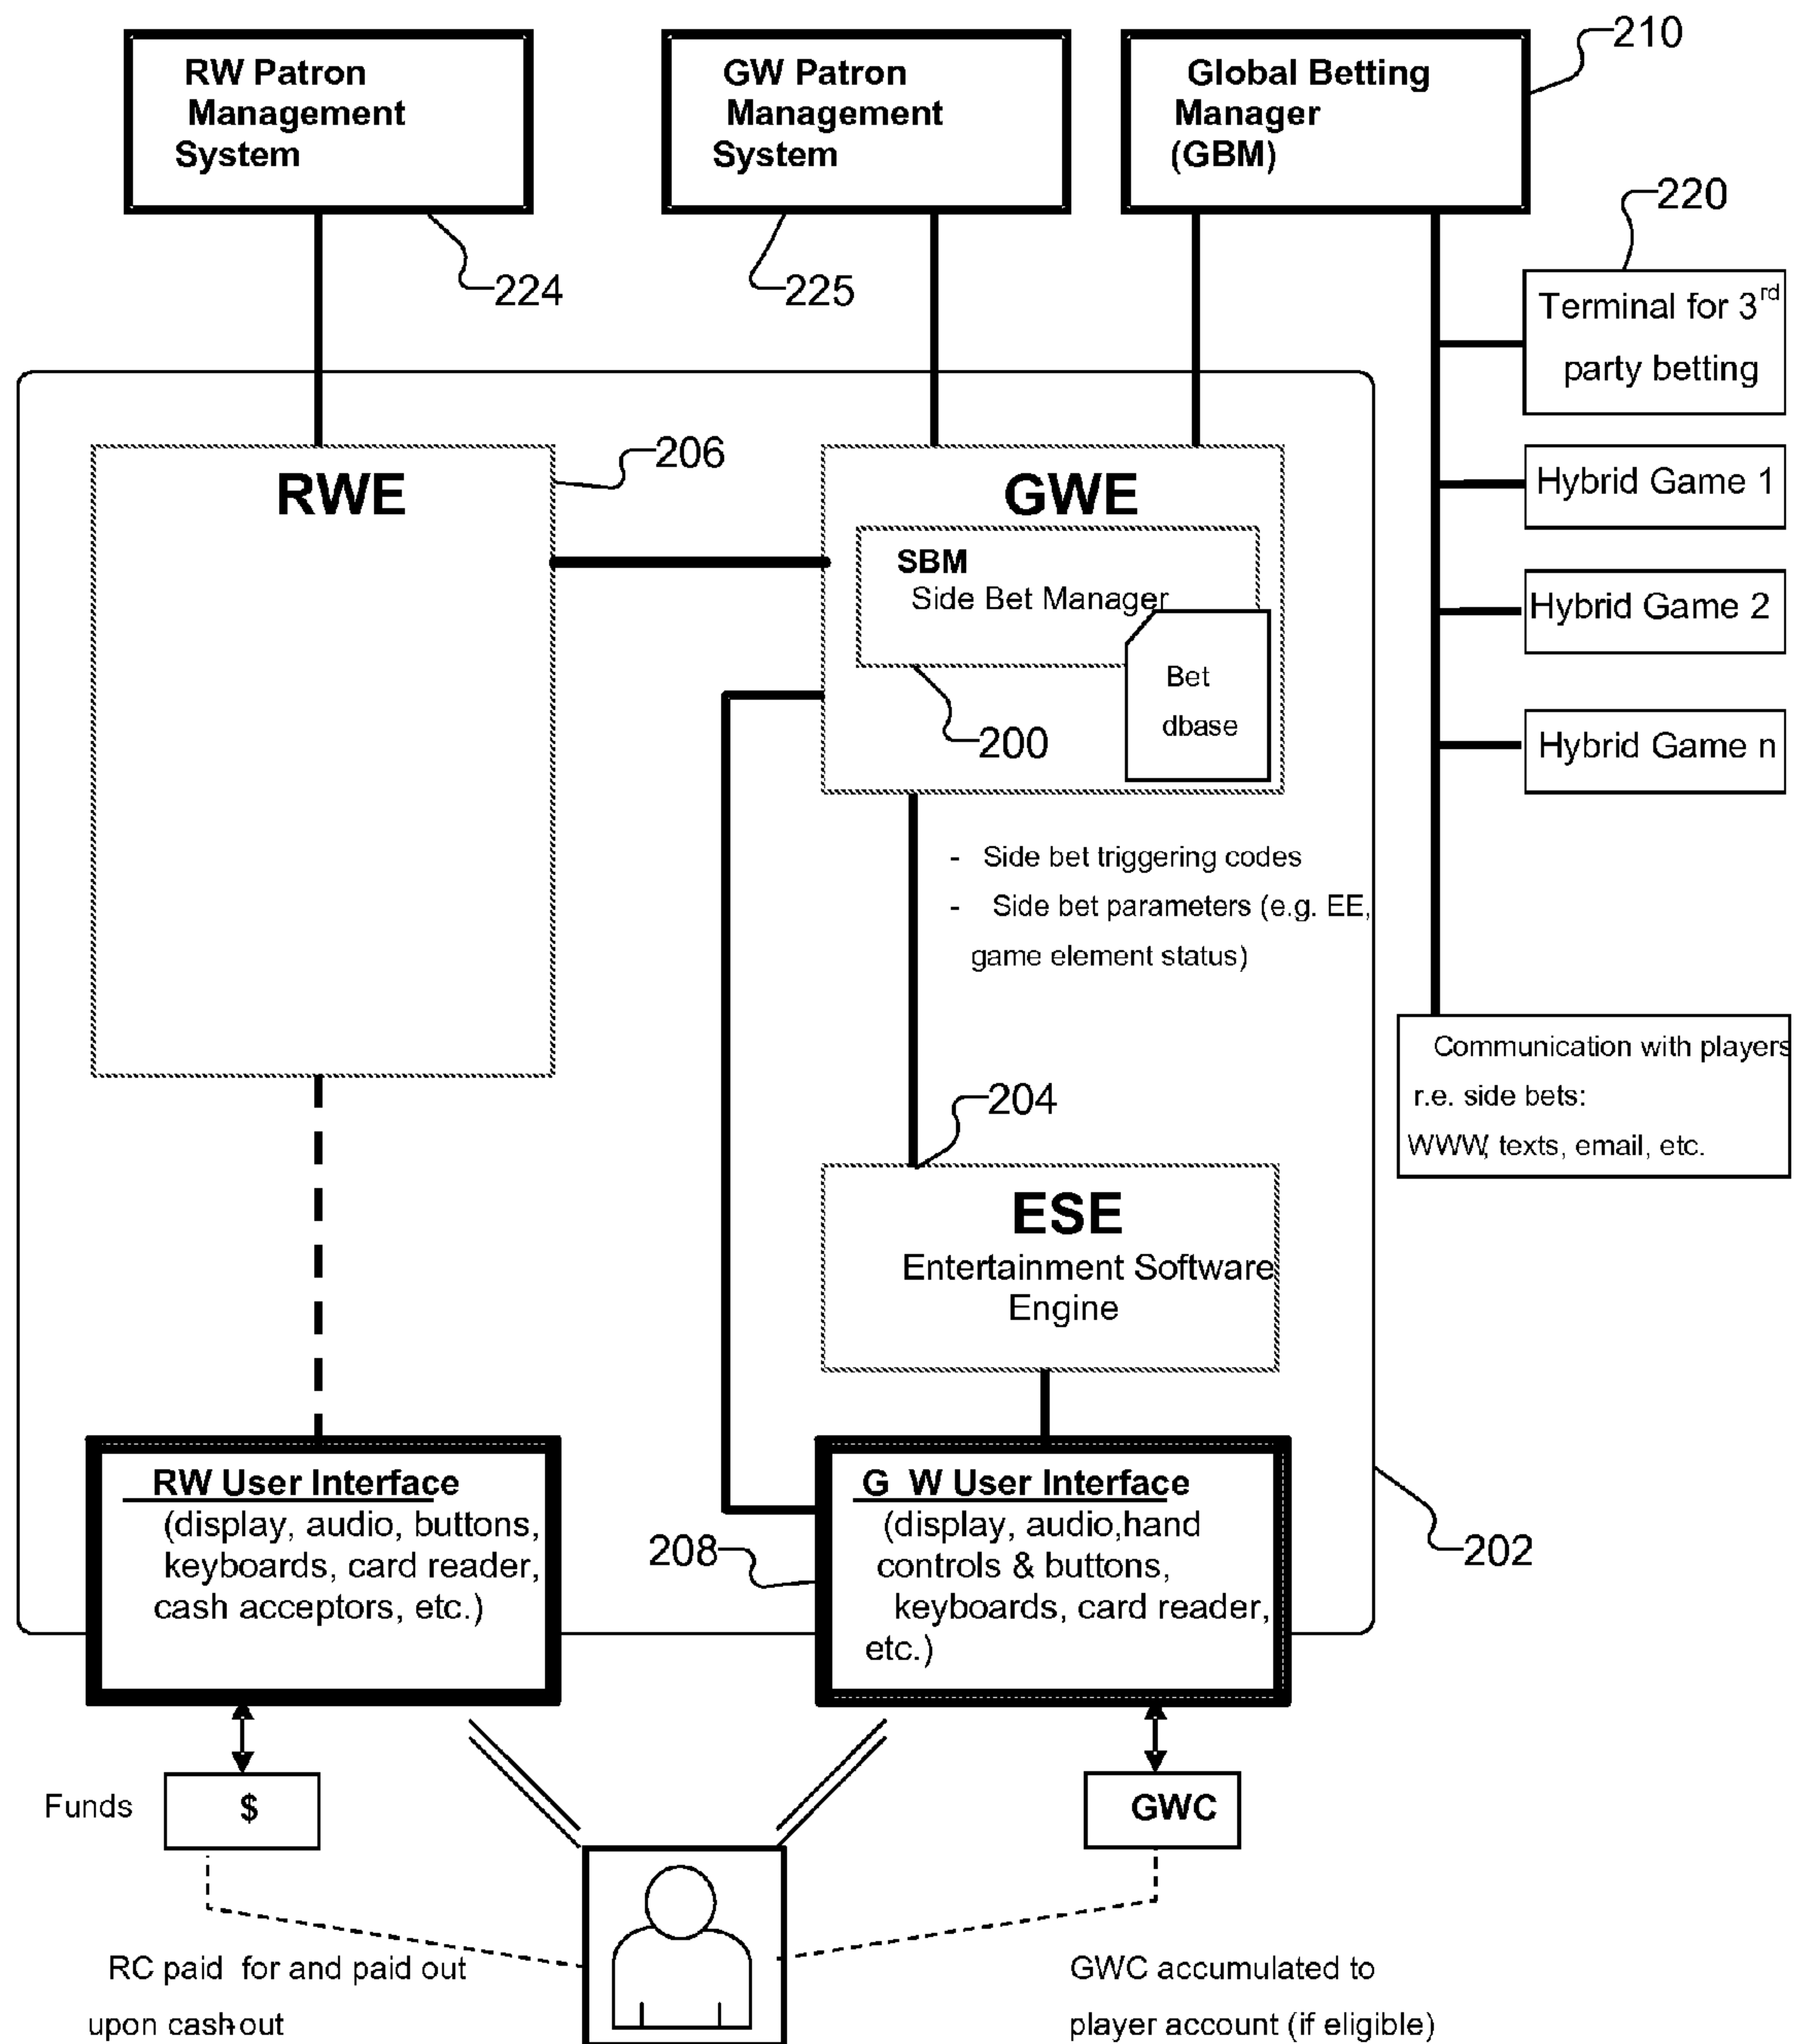 210
RW Patron
Management
System
GW Patron
Management
System
Global Betting
Manager
(GBM)
220
224
225
Terminal for 3rd
party betting
206
RWE
GWE
Hybrid Game 1
SBM
Side Bet Manager
Hybrid Game 2
Bet
dbase
200
Hybrid Game n
- Side bet triggering codes
- Side bet parameters (e.g. EE,
game element status)
Communication with players
r.e. side bets:
WWW, texts, email, etc.
204
ESE
Entertainment Software
Engine
RW User Interface
(display, audio, buttons,
keyboards, card reader,
cash acceptors, etc.)
G W User Interface
(display, audio,hand
controls & buttons,
keyboards, card reader,
etc.)
208
202
Funds
$
GWC
RC paid for and paid out
upon cash-out
GWC accumulated to
player account (if eligible)